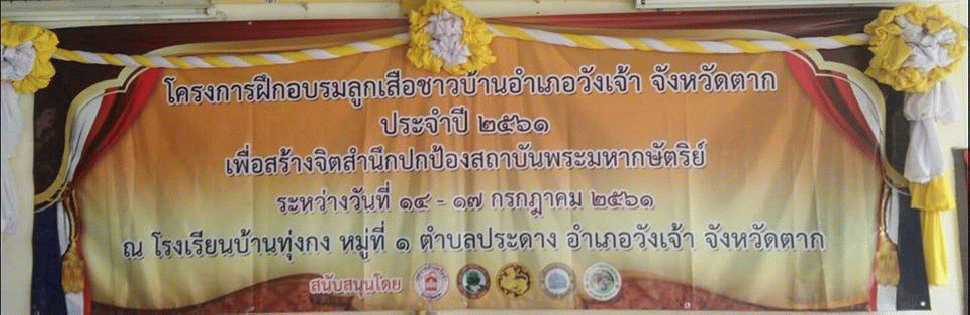 โครงการฝึกอบรมลูกเสือชาวบ้านอำเภอวังเจ้า จังหวัดตาก
ประจำปี ๒๕๖๑
เพื่อสร้างจิตสำนึกปกป้องสถาบันพระมหากษัตริย์
ระหว่างวันที่ ๑๔ - ๑๗ กรกฎาคม ๒๕๖๑
ณ โรงเรียนบ้านทุ่งกง หมู่ที่ ๑ ตำบลประดาง อำเภอวังเจ้า จังหวัดตาก
สนับสนุนโดย